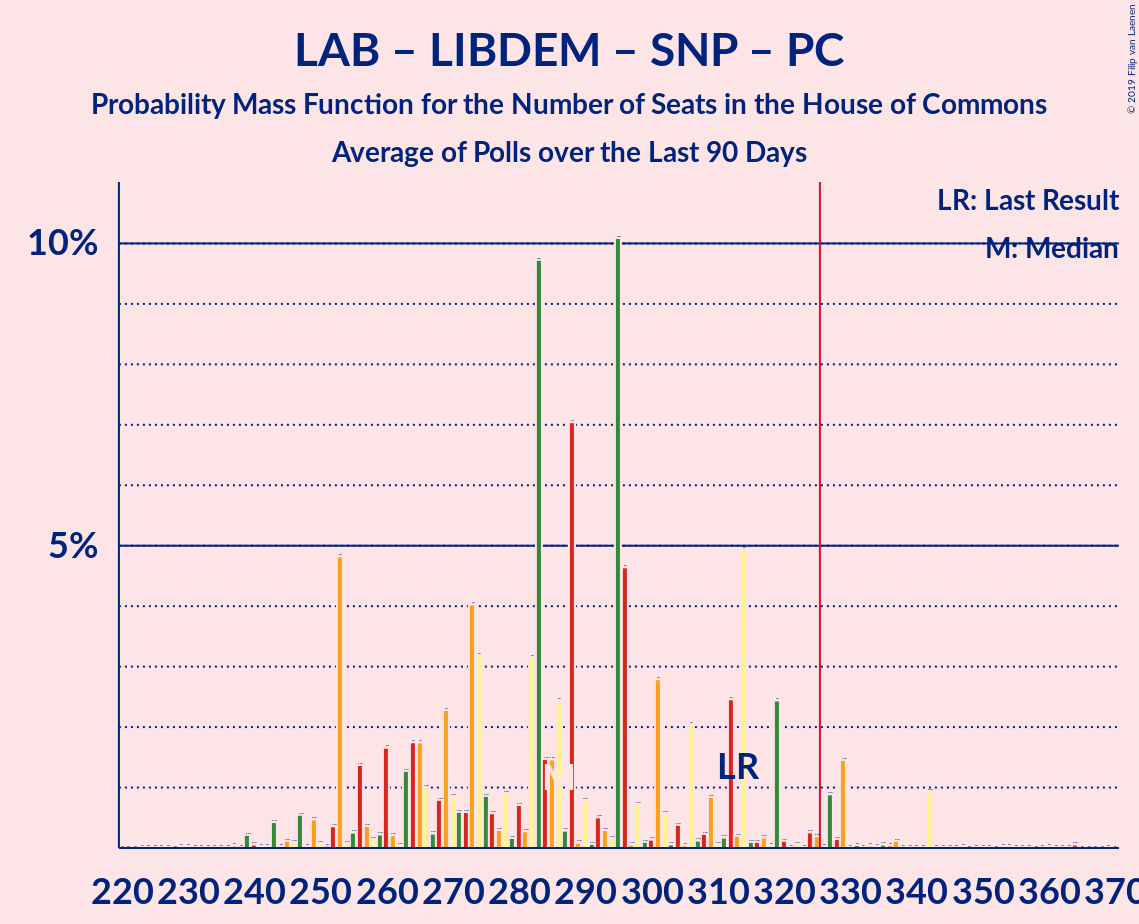 LAB – LIBDEM – SNP – PC
Probability Mass Function for the Number of Seats in the House of Commons
Average of Polls over the Last 90 Days
© 2019 Filip van Laenen
LR: Last Result
M: Median
10%
5%
M
LR
220 230 240 250 260 270 280 290 300 310 320 330 340 350 360 370